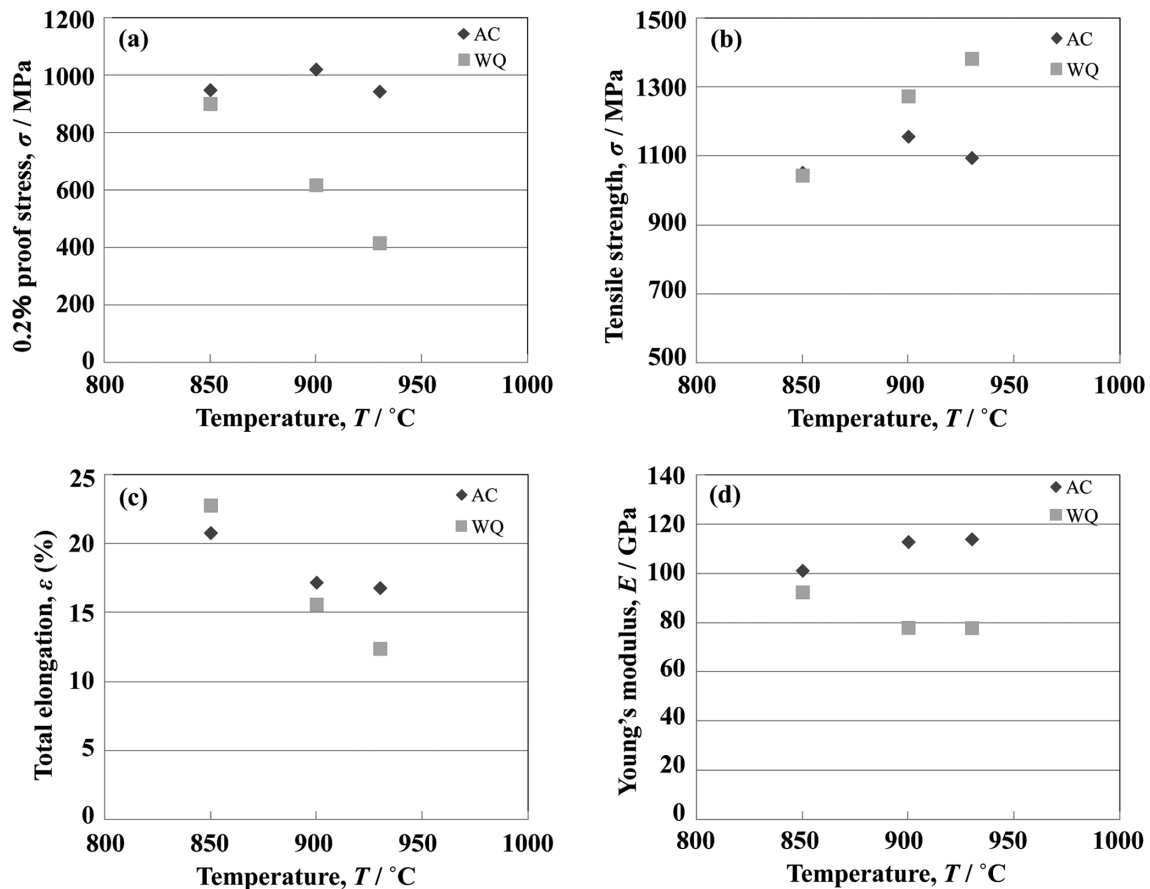 (a)
AC
WQ
1200
1000
800
600
400
200
0
800 850 900 950 1000
0.2% proof stress, σ / MPa
Temperature, T / ˚C
(b)
AC
WQ
1500
1300
1100
900
700
500
800 850 900 950 1000
Tensile strength, σ / MPa
Temperature, T / ˚C
(c)
AC
WQ
25
20
15
10
5
0
800 850 900 950 1000
Total elongation, ε (%)
Temperature, T / ˚C
(d)
AC
WQ
140
120
100
80
60
40
20
0
800 850 900 950 1000
Young's modulus, E / GPa
Temperature, T / ˚C